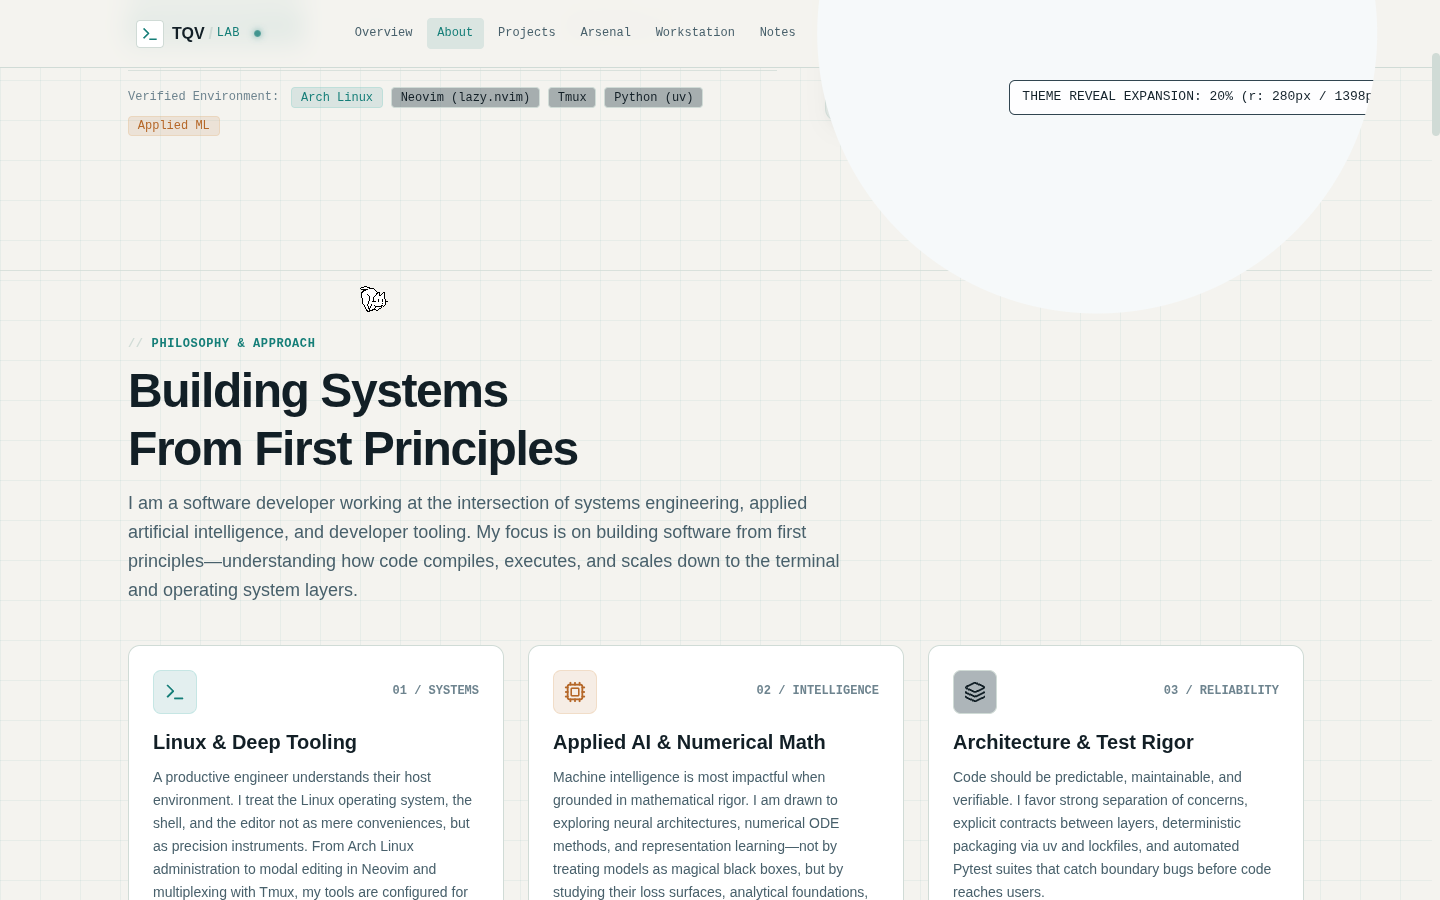 TQV / LAB
Overview About Projects Arsenal Workstation Notes
Verified Environment: Arch Linux Neovim (lazy.nvim) Tmux Python (uv)
Applied ML
THEME REVEAL EXPANSION: 20% (r: 280px / 1398p
// PHILOSOPHY & APPROACH
Building Systems
From First Principles
I am a software developer working at the intersection of systems engineering, applied
artificial intelligence, and developer tooling. My focus is on building software from first
principles—understanding how code compiles, executes, and scales down to the terminal
and operating system layers.
01 / SYSTEMS
Linux & Deep Tooling
A productive engineer understands their host
environment. I treat the Linux operating system, the
shell, and the editor not as mere conveniences, but
as precision instruments. From Arch Linux
administration to modal editing in Neovim and
multiplexing with Tmux, my tools are configured for
02 / INTELLIGENCE
Applied AI & Numerical Math
Machine intelligence is most impactful when
grounded in mathematical rigor. I am drawn to
exploring neural architectures, numerical ODE
methods, and representation learning—not by
treating models as magical black boxes, but by
studying their loss surfaces, analytical foundations,
03 / RELIABILITY
Architecture & Test Rigor
Code should be predictable, maintainable, and
verifiable. I favor strong separation of concerns,
explicit contracts between layers, deterministic
packaging via uv and lockfiles, and automated
Pytest suites that catch boundary bugs before code
reaches users.